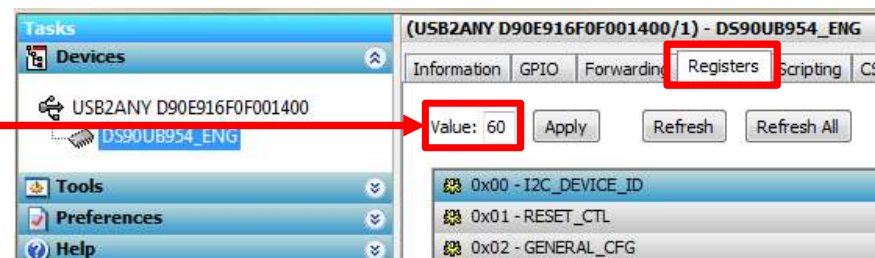 Tasks
Devices
USB2ANY D90E916F0F001400
DS90UB954_ENG
Tools
Preferences
Help
(USB2ANY D90E916F0F001400/1) - DS90UB954_ENG
Information GPIO Forwarding Registers Scripting CS
Value: 60 Apply Refresh Refresh All
0x00 - I2C_DEVICE_ID
0x01 - RESET_CTL
0x02 - GENERAL_CFG